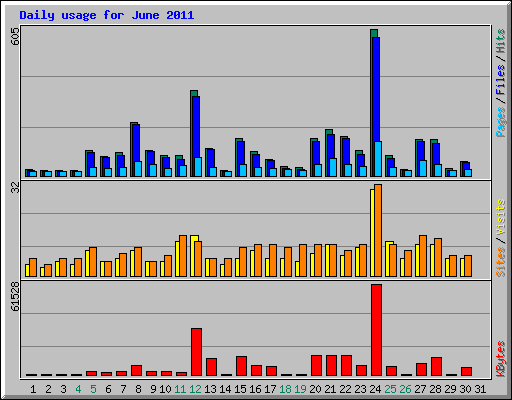 Daily usage for June 2011
605
Pages / Files / Hits
32
Sites / Visits
61528
KBytes
1 2 3 4 5 6 7 8 9 10 11 12 13 14 15 16 17 18 19 20 21 22 23 24 25 26 27 28 29 30 31